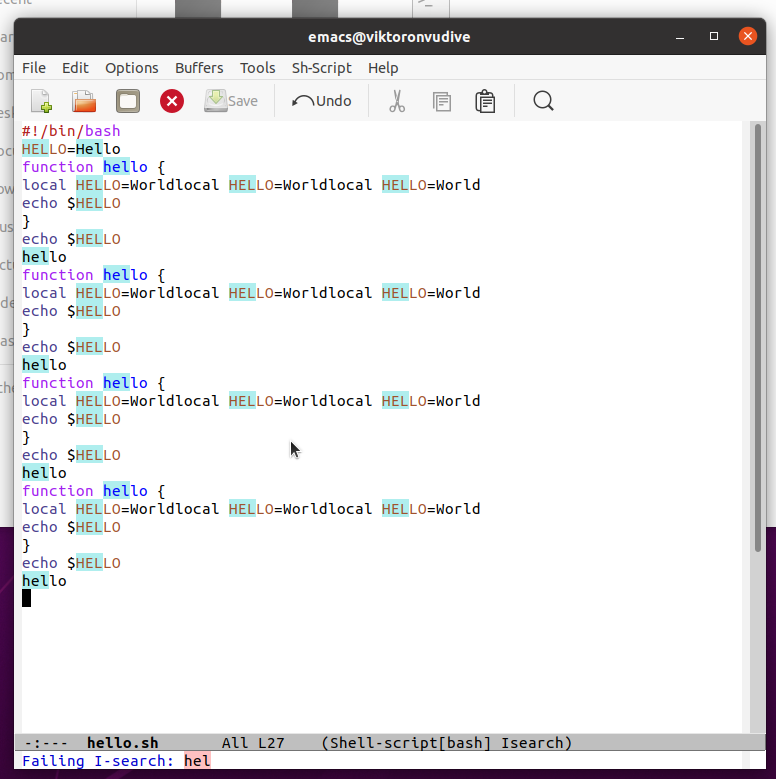 emacs@viktoronvudive
File Edit Options Buffers Tools Sh-Script Help
Save Undo
#!/bin/bash
HELLO=Hello
function hello {
local HELLO=Worldlocal HELLO=Worldlocal HELLO=World
echo $HELLO
}
echo $HELLO
hello
function hello {
local HELLO=Worldlocal HELLO=Worldlocal HELLO=World
echo $HELLO
}
echo $HELLO
hello
function hello {
local HELLO=Worldlocal HELLO=Worldlocal HELLO=World
echo $HELLO
}
echo $HELLO
hello
function hello {
local HELLO=Worldlocal HELLO=Worldlocal HELLO=World
echo $HELLO
}
echo $HELLO
hello
-:--- hello.sh All L27 (Shell-script[bash] Isearch)
Failing I-search: hel